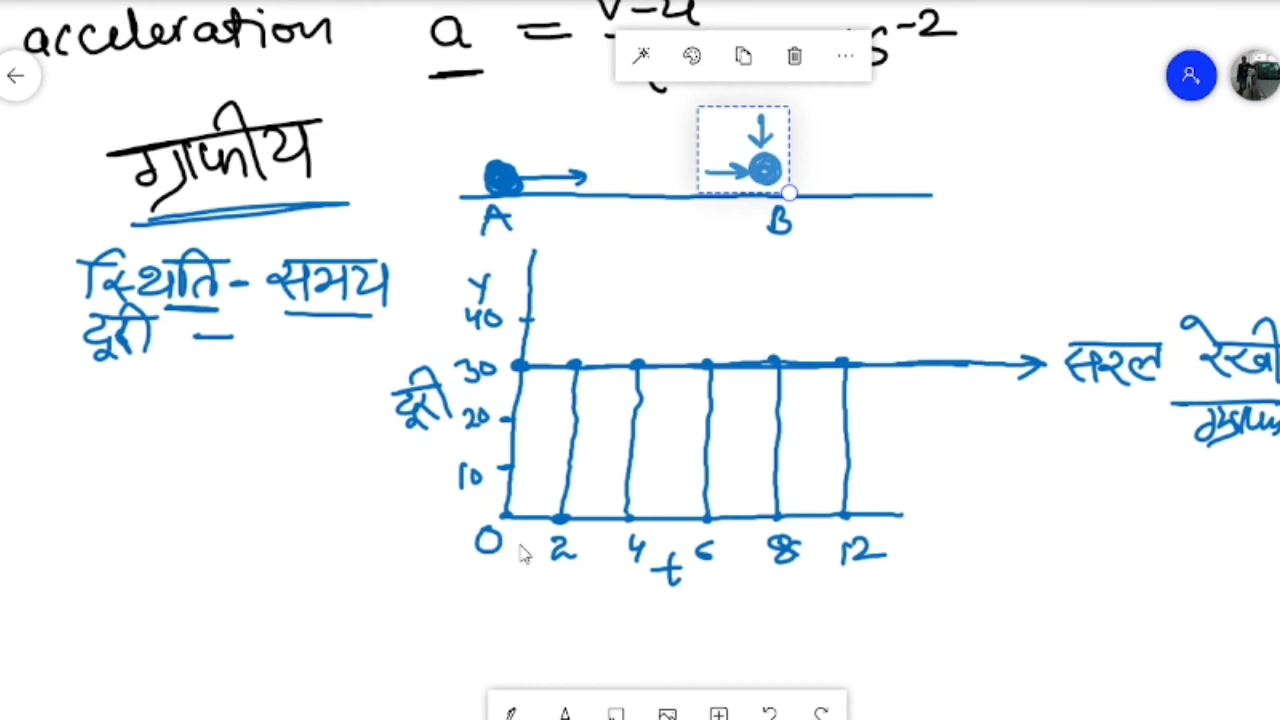 acceleration a = v-u s⁻²
ग्राफीय
A B
स्थिति - समय
दूरी -
Y
40
30
20
10
दूरी
सरल रेखी
0 2 4 6 8 12
t